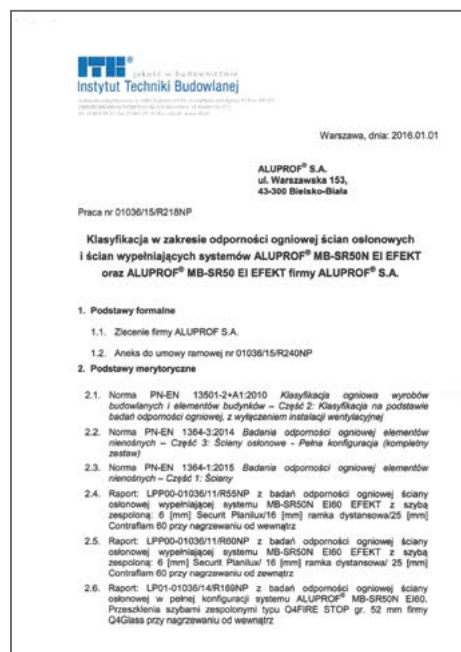 ITB®
jakość w budownictwie
Instytut Techniki Budowlanej
Warszawa, dnia: 2016.01.01
ALUPROF® S.A.
ul. Warszawska 153,
43-300 Bielsko-Biała
Praca nr 01036/15/R218NP
Klasyfikacja w zakresie odporności ogniowej ścian osłonowych
i ścian wypełniających systemów ALUPROF® MB-SR50N EI EFEKT
oraz ALUPROF® MB-SR50 EI EFEKT firmy ALUPROF® S.A.
1. Podstawy formalne
1.1. Zlecenie firmy ALUPROF S.A.
1.2. Aneks do umowy ramowej nr 01036/15/R240NP
2. Podstawy merytoryczne
2.1. Norma PN-EN 13501-2+A1:2010 Klasyfikacja ogniowa wyrobów
budowlanych i elementów budynków – Część 2: Klasyfikacja na podstawie
badań odporności ogniowej, z wyłączeniem instalacji wentylacyjnej
2.2. Norma PN-EN 1364-3:2014 Badania odporności ogniowej elementów
nienośnych – Część 3: Ściany osłonowe - Pełna konfiguracja (kompletny
zestaw)
2.3. Norma PN-EN 1364-1:2015 Badania odporności ogniowej elementów
nienośnych – Część 1: Ściany
2.4. Raport: LPP00-01036/11/R55NP z badań odporności ogniowej ściany
osłonowej wypełniającej systemu MB-SR50N EI60 EFEKT z szybą
zespoloną: 6 [mm] Securit Planilux/16 [mm] ramka dystansowa/25 [mm]
Contraflam 60 przy nagrzewaniu od wewnątrz
2.5. Raport: LPP00-01036/11/R60NP z badań odporności ogniowej ściany
osłonowej wypełniającej systemu MB-SR50N EI60 EFEKT z szybą
zespoloną: 6 [mm] Securit Planilux/ 16 [mm] ramka dystansowa/ 25 [mm]
Contraflam 60 przy nagrzewaniu od zewnątrz
2.6. Raport: LP01-01036/14/R169NP z badań odporności ogniowej ściany
osłonowej w pełnej konfiguracji systemu ALUPROF® MB-SR50N EI60.
Przeszklenia szybami zespolonymi typu Q4FIRE STOP gr. 52 mm firmy
Q4Glass przy nagrzewaniu od wewnątrz